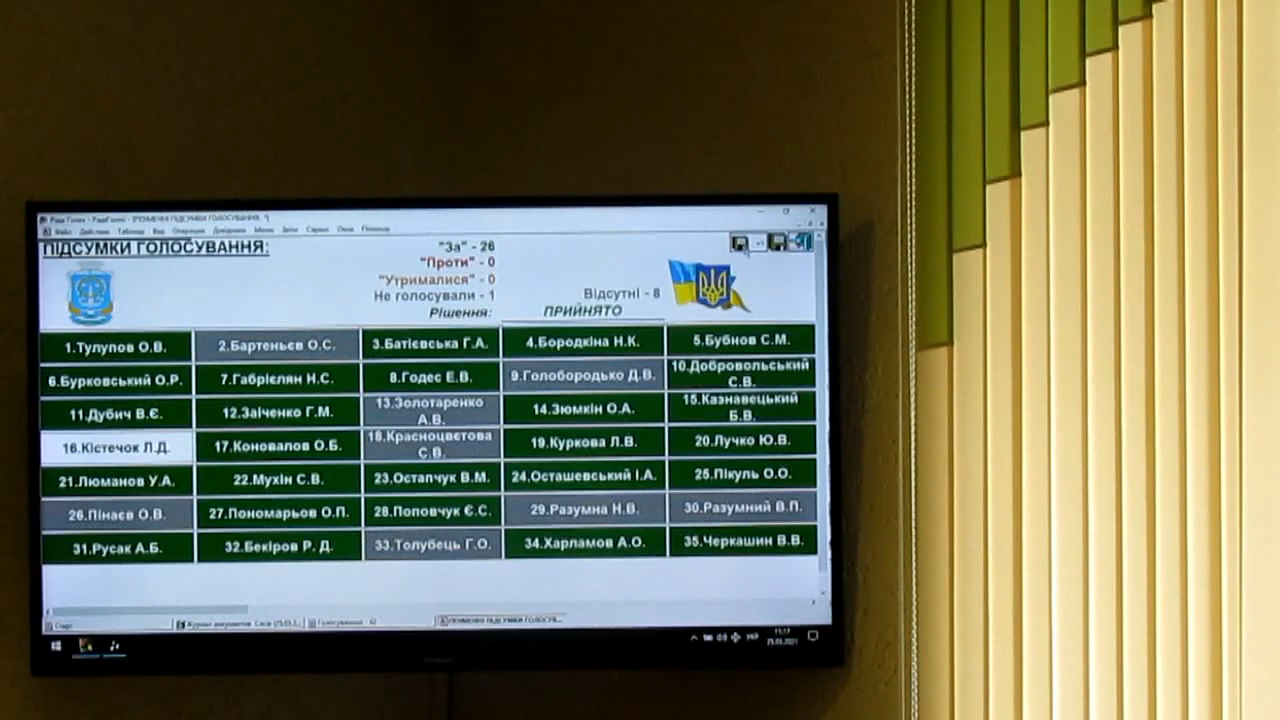 ПІДСУМКИ ГОЛОСУВАННЯ:
"За" - 26
"Проти" - 0
"Утрималися" - 0
Не голосували - 1
Відсутні - 8
Рішення: ПРИЙНЯТО
1.Тулупов О.В. 2.Бартеньєв О.С. 3.Батієвська Г.А. 4.Бородкіна Н.К. 5.Бубнов С.М.
6.Бурковський О.Р. 7.Габрієлян Н.С. 8.Годес Е.В. 9.Голобородько Д.В. 10.Добровольський С.В.
11.Дубич В.Є. 12.Заіченко Г.М. 13.Золотаренко А.В. 14.Зюмкін О.А. 15.Казнавецький Б.В.
16.Кістечок Л.Д. 17.Коновалов О.Б. 18.Красноцвєтова С.В. 19.Куркова Л.В. 20.Лучко Ю.В.
21.Люманов У.А. 22.Мухін С.В. 23.Остапчук В.М. 24.Осташевський І.А. 25.Пікуль О.О.
26.Пінаєв О.В. 27.Пономарьов О.П. 28.Поповчук Є.С. 29.Разумна Н.В. 30.Разумний В.П.
31.Русак А.Б. 32.Бекіров Р. Д. 33.Толубець Г.О. 34.Харламов А.О. 35.Черкашин В.В.